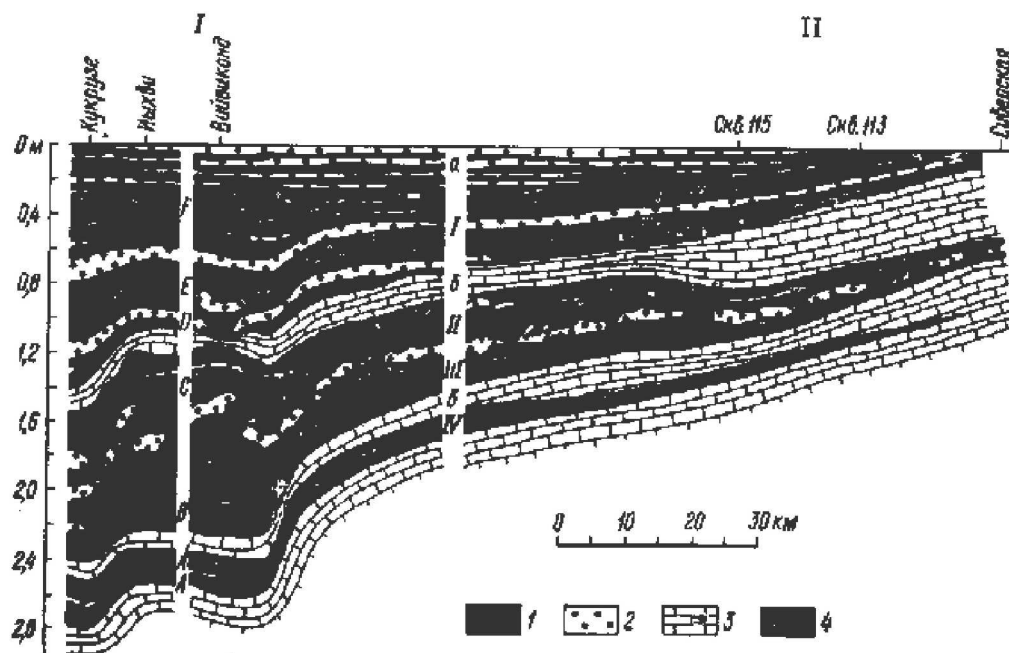 I II
Кукрузе Йыхви Вийвиконд Скв. 115 Скв. 113 Сиверская
0 м
0,4
0,8
1,2
1,6
2,0
2,4
2,8
F
E
D
C
B
A
а
I
б
II
III
в
IV
0 10 20 30 км
1 2 3 4